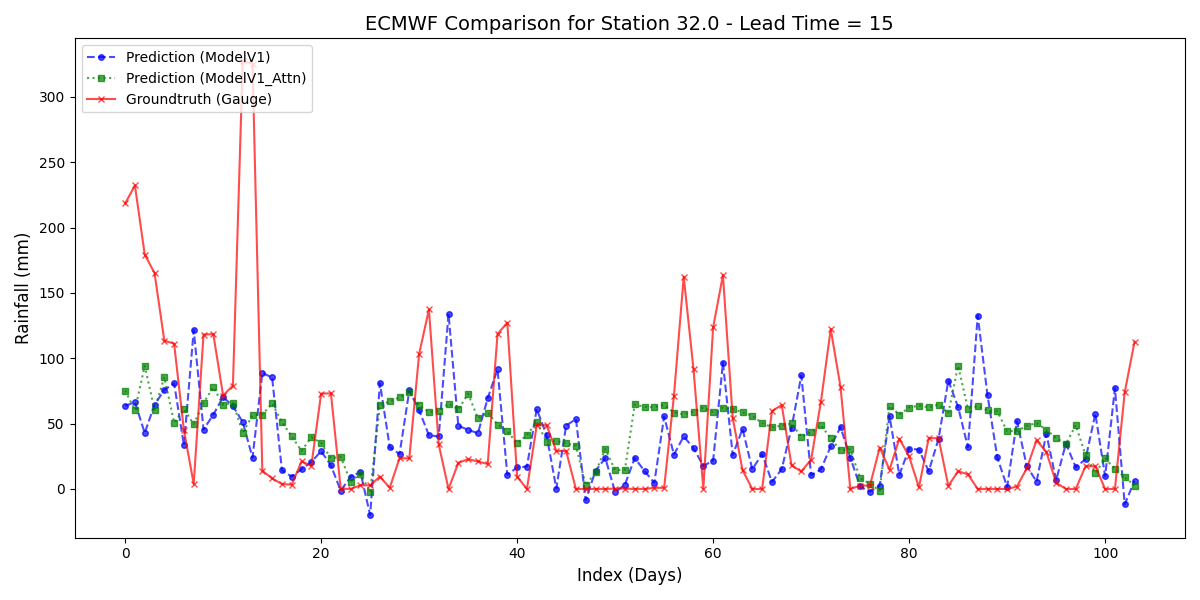 ECMWF Comparison for Station 32.0 - Lead Time = 15
Prediction (ModelV1)
Prediction (ModelV1_Attn)
Groundtruth (Gauge)
Rainfall (mm)
300
250
200
150
100
50
0
0
20
40
60
80
100
Index (Days)